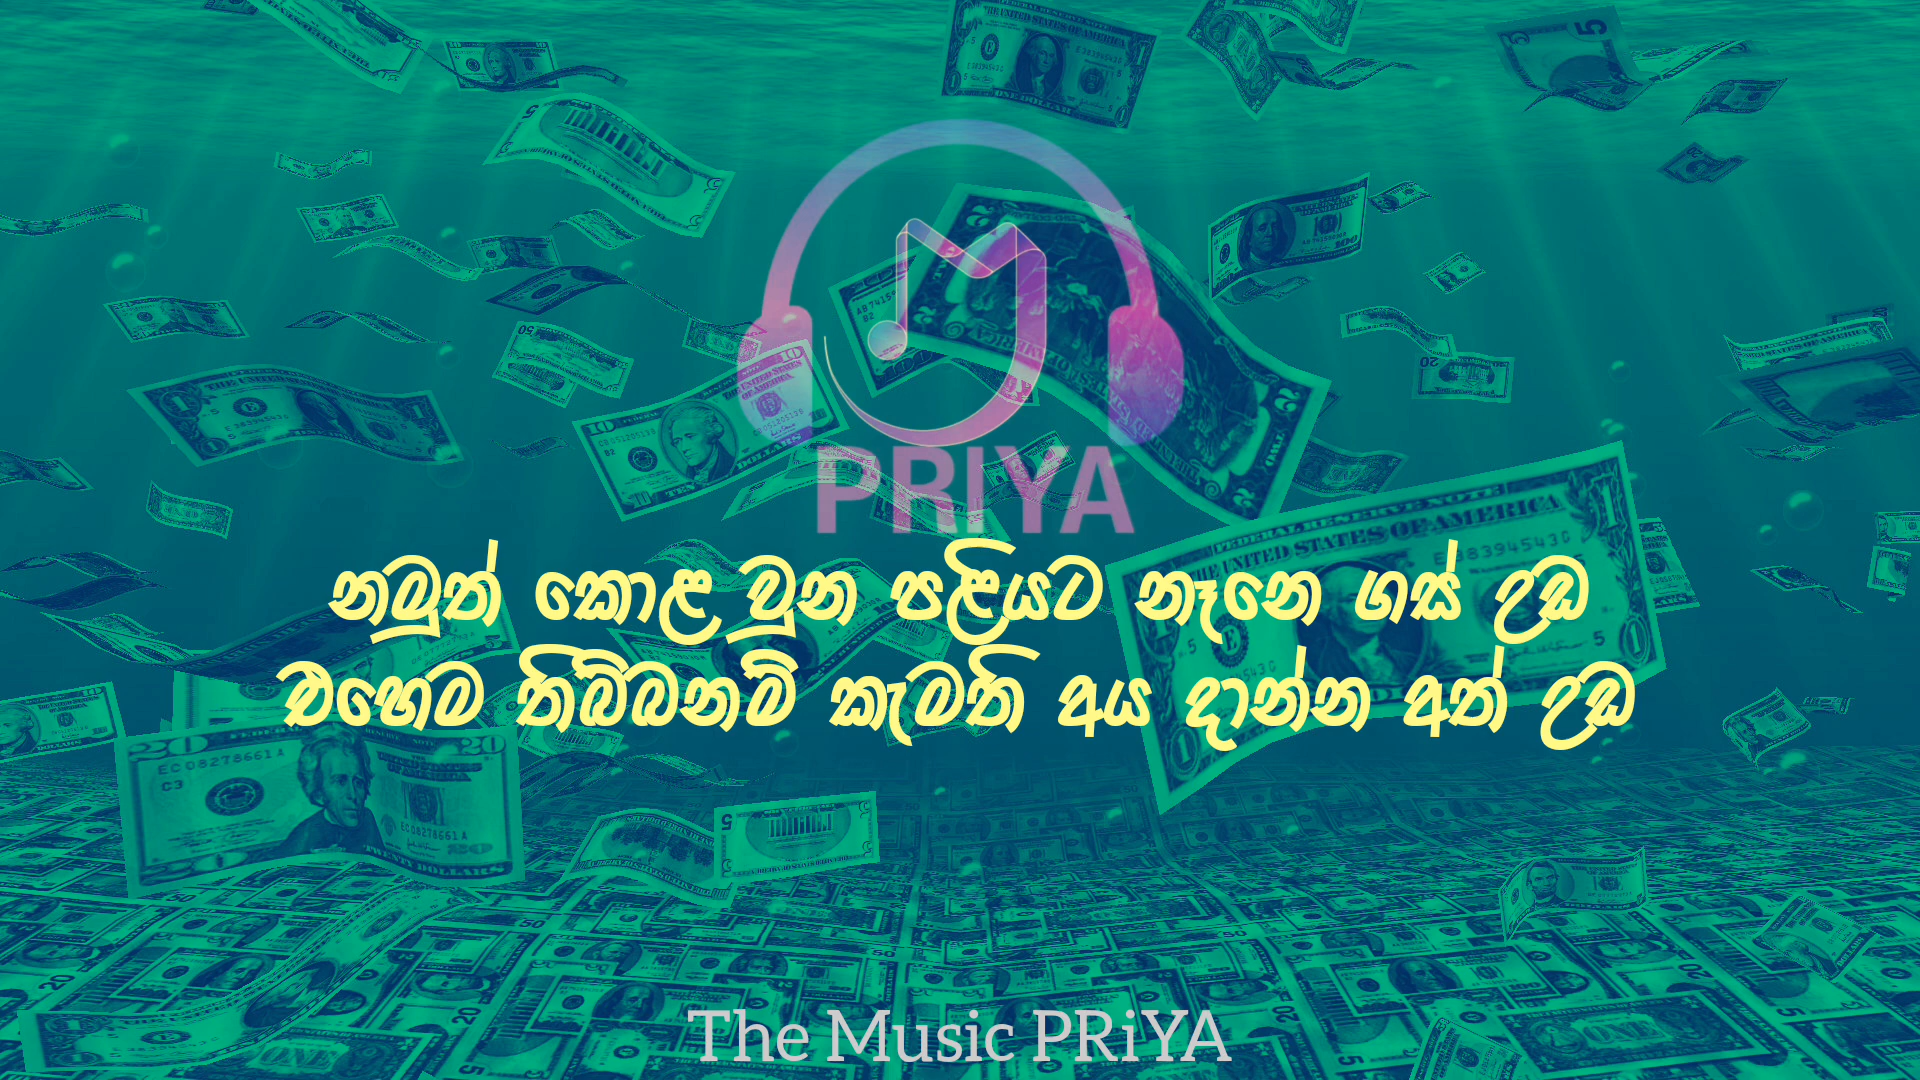 PRIYA
නමුත් කොළ වුන පළියට නෑනෙ ගස් උඩ
එහෙම තිබ්බනම් කැමති අය දාන්න අත් උඩ
The Music PRiYA